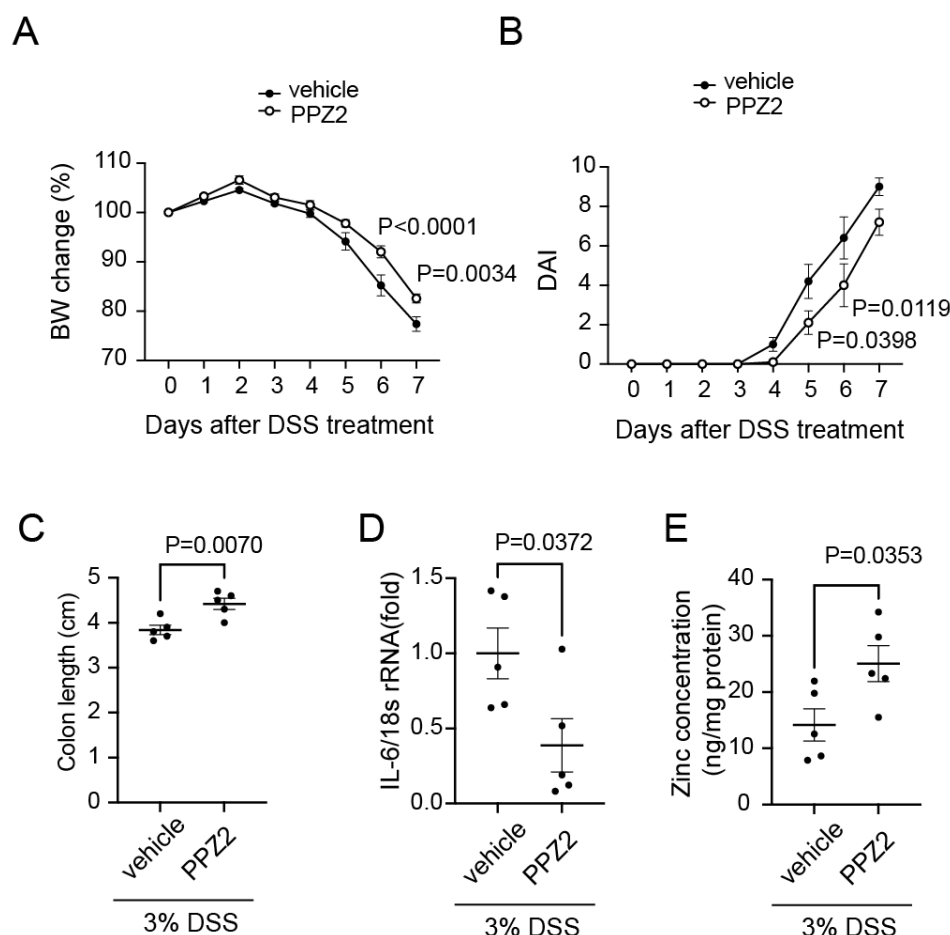 A
vehicle
PPZ2
BW change (%)
110
100
90
80
70
P<0.0001
P=0.0034
0 1 2 3 4 5 6 7
Days after DSS treatment
B
vehicle
PPZ2
DAI
10
8
6
4
2
0
P=0.0119
P=0.0398
0 1 2 3 4 5 6 7
Days after DSS treatment
C
P=0.0070
Colon length (cm)
5
4
3
2
1
0
vehicle
PPZ2
3% DSS
D
P=0.0372
IL-6/18s rRNA(fold)
1.5
1.0
0.5
0.0
vehicle
PPZ2
3% DSS
E
P=0.0353
Zinc concentration
(ng/mg protein)
40
30
20
10
0
vehicle
PPZ2
3% DSS